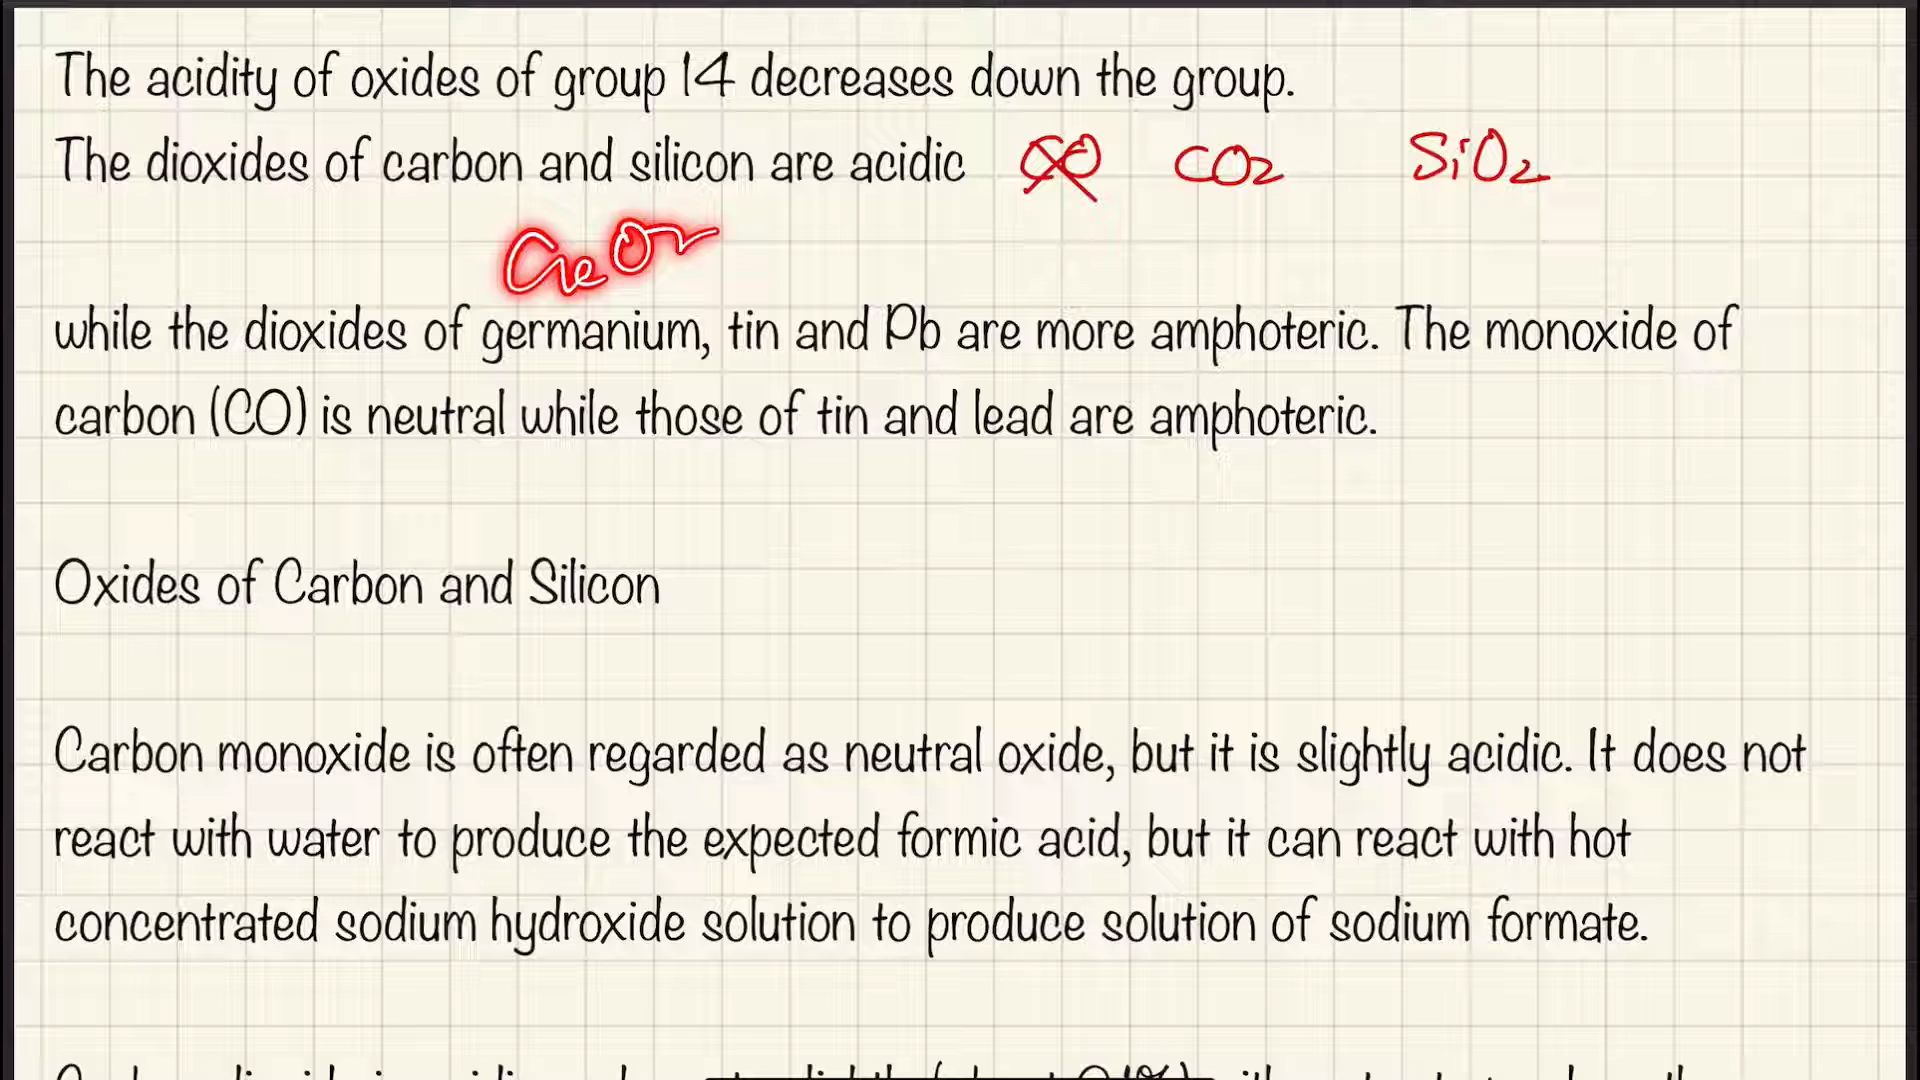 The acidity of oxides of group 14 decreases down the group.
The dioxides of carbon and silicon are acidic CO CO2 SiO2
GeO2
while the dioxides of germanium, tin and Pb are more amphoteric. The monoxide of
carbon (CO) is neutral while those of tin and lead are amphoteric.
Oxides of Carbon and Silicon
Carbon monoxide is often regarded as neutral oxide, but it is slightly acidic. It does not
react with water to produce the expected formic acid, but it can react with hot
concentrated sodium hydroxide solution to produce solution of sodium formate.